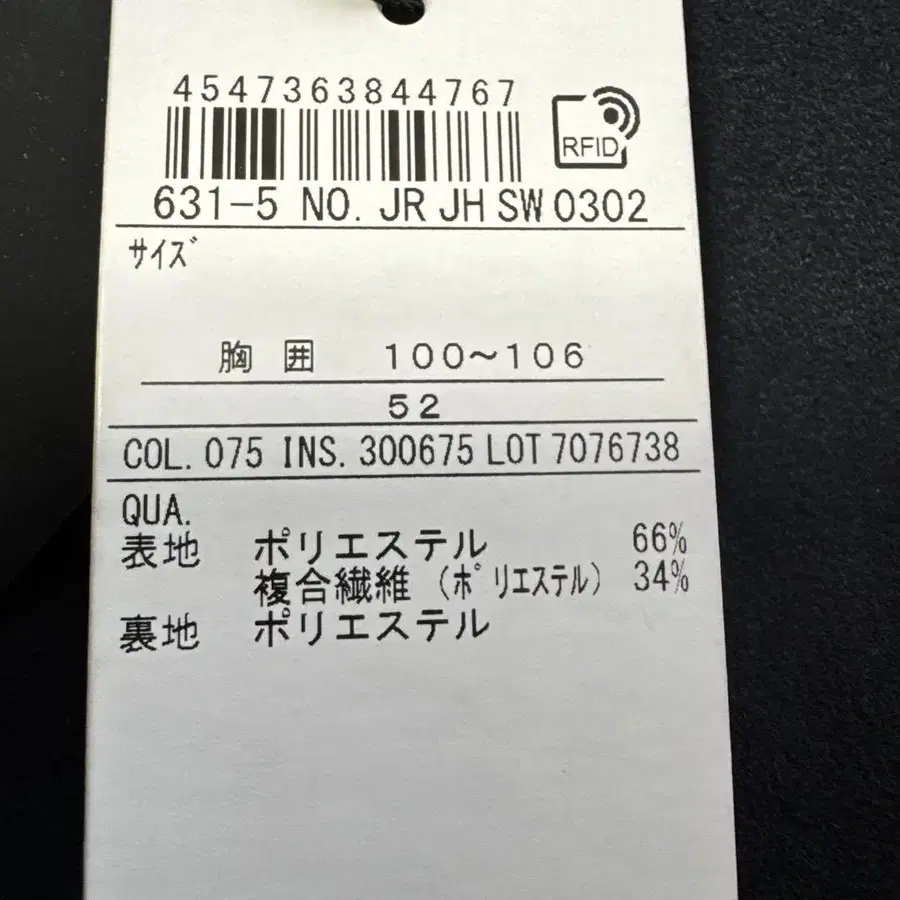 4547363844767
RFID
631-5 NO. JR JH SW 0302
サイズ
胸囲 100~106
52
COL. 075 INS. 300675 LOT 7076738
QUA.
表地 ポリエステル 66%
複合繊維 (ポリエステル) 34%
裏地 ポリエステル